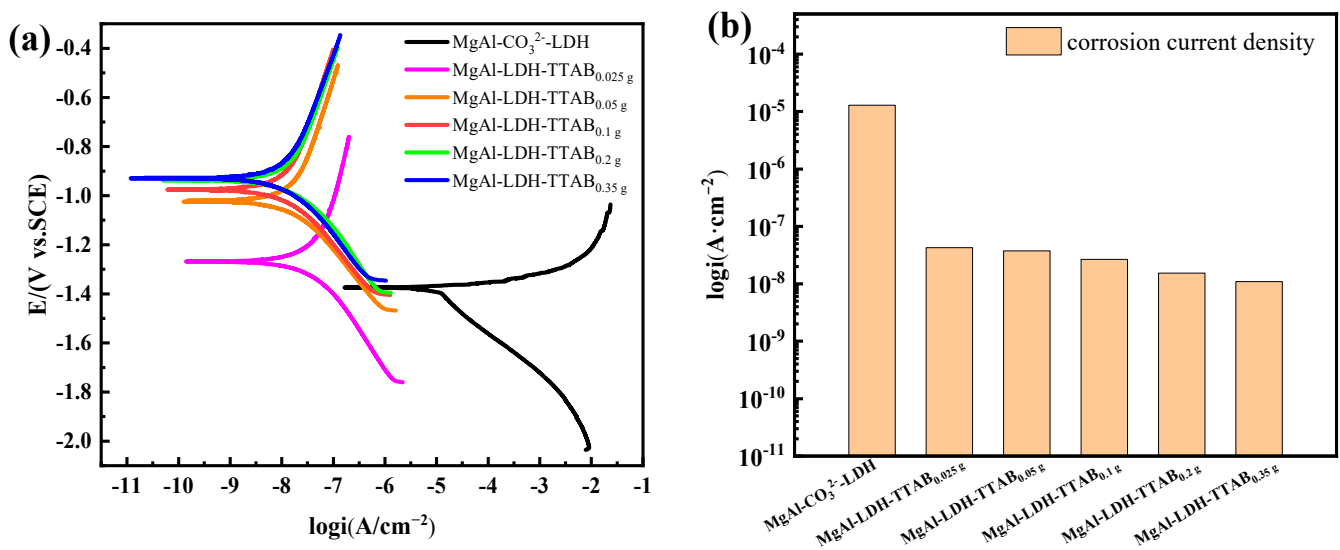 (a)
E/(V vs.SCE)
-0.4
-0.6
-0.8
-1.0
-1.2
-1.4
-1.6
-1.8
-2.0
MgAl-CO₃²⁻-LDH
MgAl-LDH-TTAB₀.₀₂₅ g
MgAl-LDH-TTAB₀.₀₅ g
MgAl-LDH-TTAB₀.₁ g
MgAl-LDH-TTAB₀.₂ g
MgAl-LDH-TTAB₀.₃₅ g
-11 -10 -9 -8 -7 -6 -5 -4 -3 -2 -1
logi(A/cm⁻²)
(b)
logi(A·cm⁻²)
corrosion current density
10⁻⁴
10⁻⁵
10⁻⁶
10⁻⁷
10⁻⁸
10⁻⁹
10⁻¹⁰
10⁻¹¹
MgAl-CO₃²⁻-LDH
MgAl-LDH-TTAB₀.₀₂₅ g
MgAl-LDH-TTAB₀.₀₅ g
MgAl-LDH-TTAB₀.₁ g
MgAl-LDH-TTAB₀.₂ g
MgAl-LDH-TTAB₀.₃₅ g